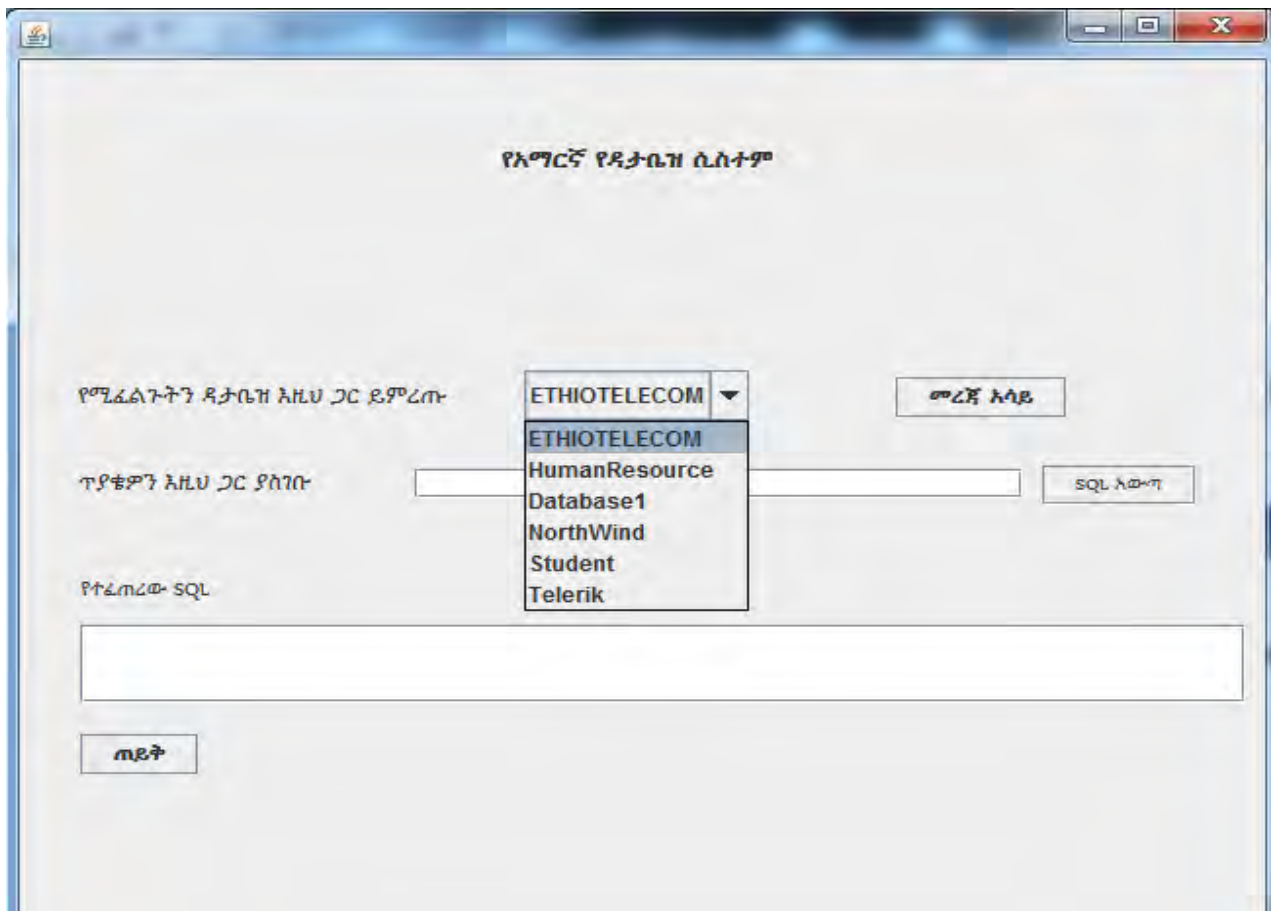 የአማርኛ የዳታቤዝ ሲስተም
የሚፈልጉትን ዳታቤዝ እዚህ ጋር ይምረጡ ETHIOTELECOM መረጃ አሳይ
ETHIOTELECOM
HumanResource
ጥያቄዎን እዚህ ጋር ያስገቡ SQL አውጣ
Database1
NorthWind
Student
የተፈጠረው SQL
Telerik
ጠይቅ